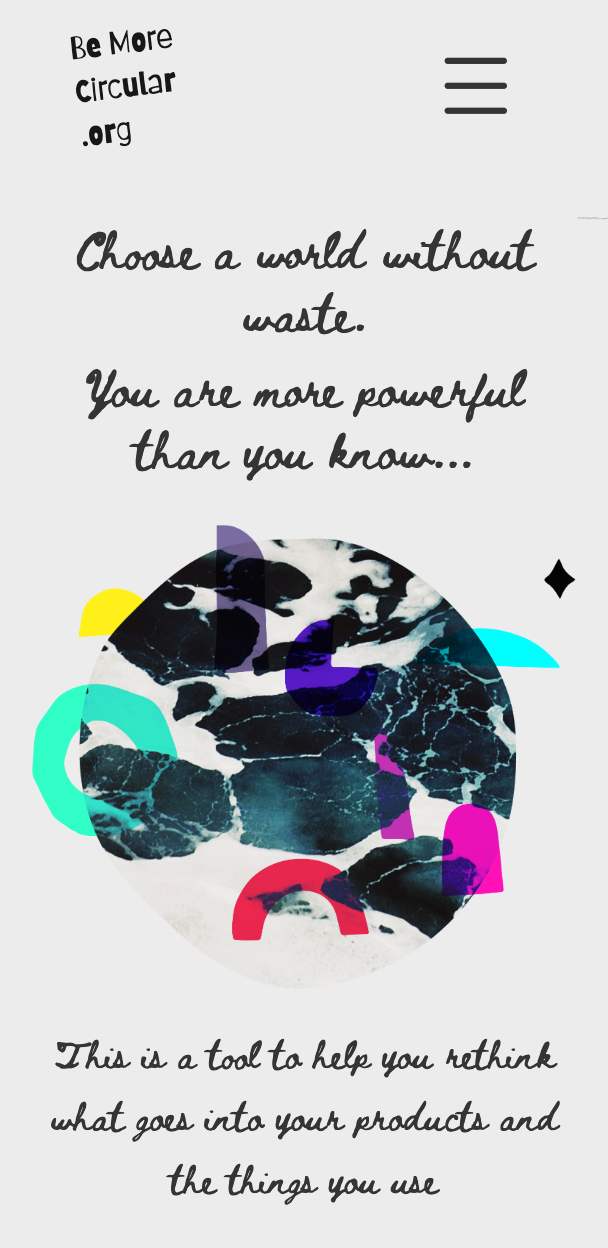 Be More
Circular
.org
Choose a world without
waste.
You are more powerful
than you know...
This is a tool to help you rethink
what goes into your products and
the things you use